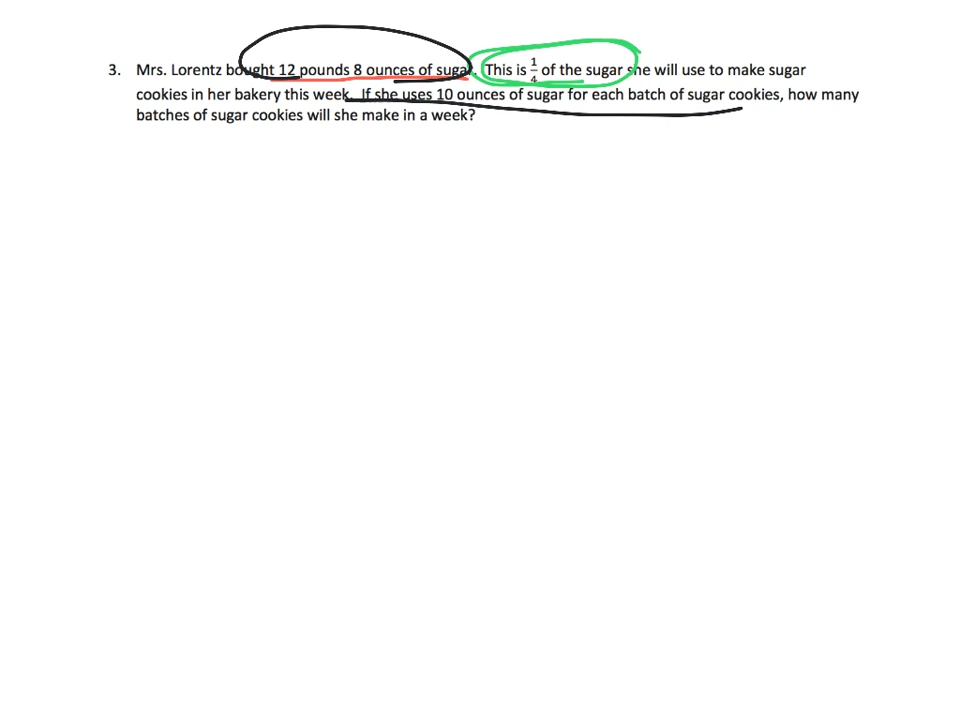 3. Mrs. Lorentz bought 12 pounds 8 ounces of sugar. This is 1/4 of the sugar she will use to make sugar
cookies in her bakery this week. If she uses 10 ounces of sugar for each batch of sugar cookies, how many
batches of sugar cookies will she make in a week?